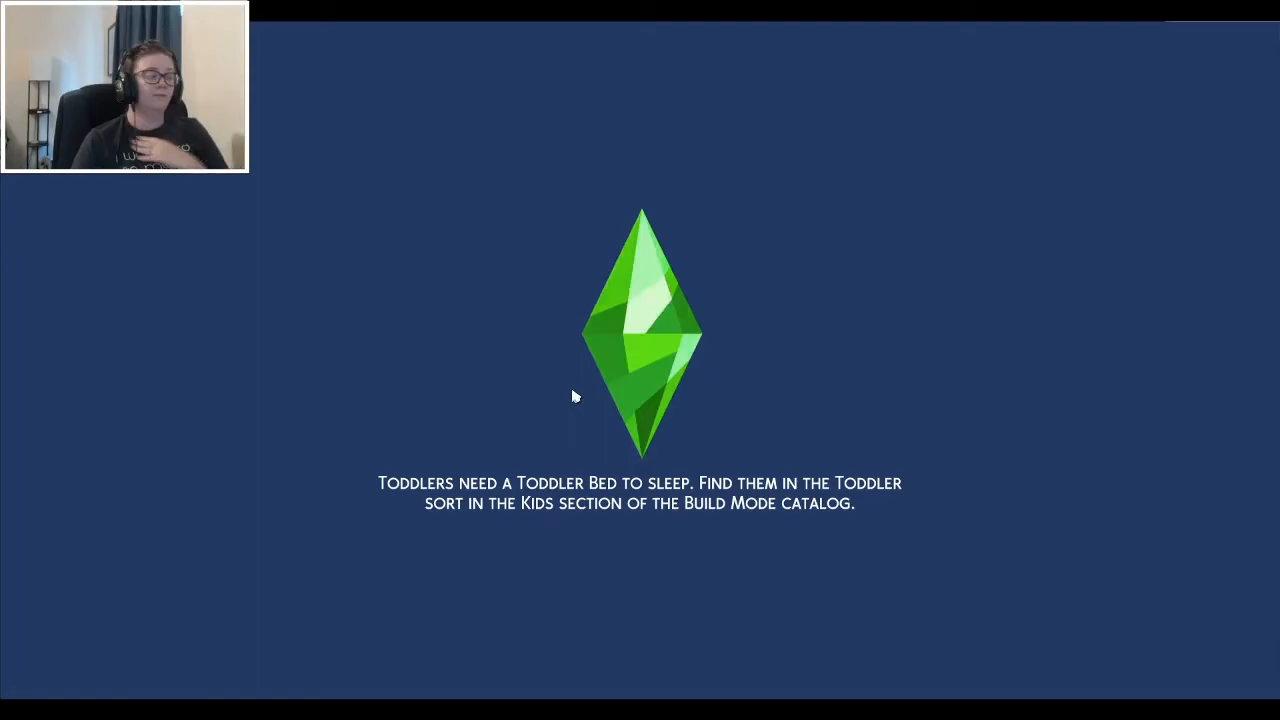 TODDLERS NEED A TODDLER BED TO SLEEP. FIND THEM IN THE TODDLER
SORT IN THE KIDS SECTION OF THE BUILD MODE CATALOG.